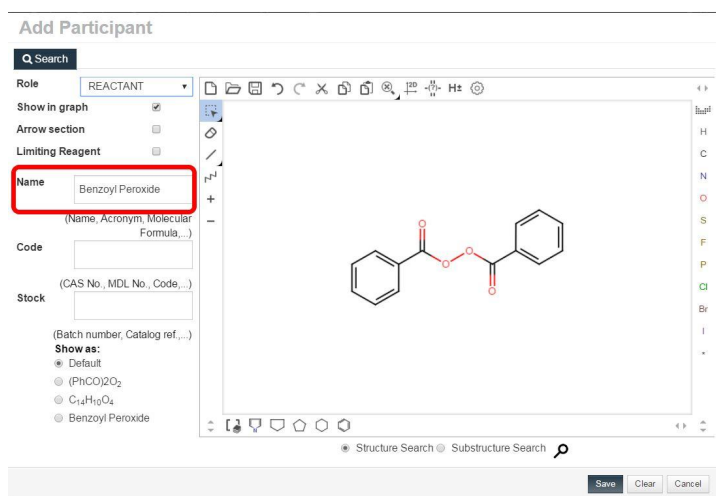 Add Participant
Search
Role REACTANT
Show in graph
Arrow section
Limiting Reagent
Name Benzoyl Peroxide
(Name, Acronym, Molecular
Formula,...)
Code
(CAS No., MDL No., Code,...)
Stock
(Batch number, Catalog ref.,...)
Show as:
Default
(PhCO)2O₂
C₁₄H₁₀O₄
Benzoyl Peroxide
2D
H±
H
C
N
O
S
F
P
Cl
Br
I
*
O
O
O
O
Structure Search Substructure Search
Save Clear Cancel